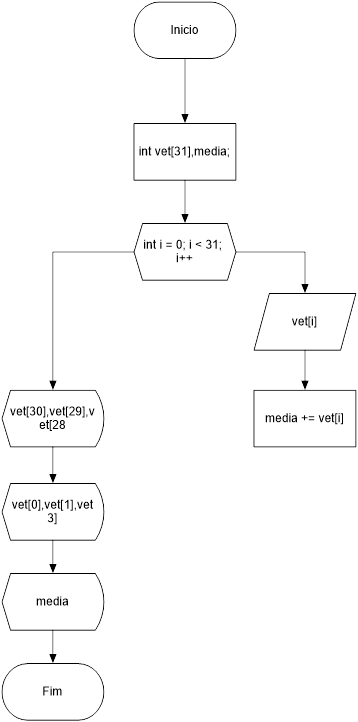 Inicio
int vet[31],media;
int i = 0; i < 31;
i++
vet[i]
media += vet[i]
vet[30],vet[29],v
et[28
vet[0],vet[1],vet
3]
media
Fim